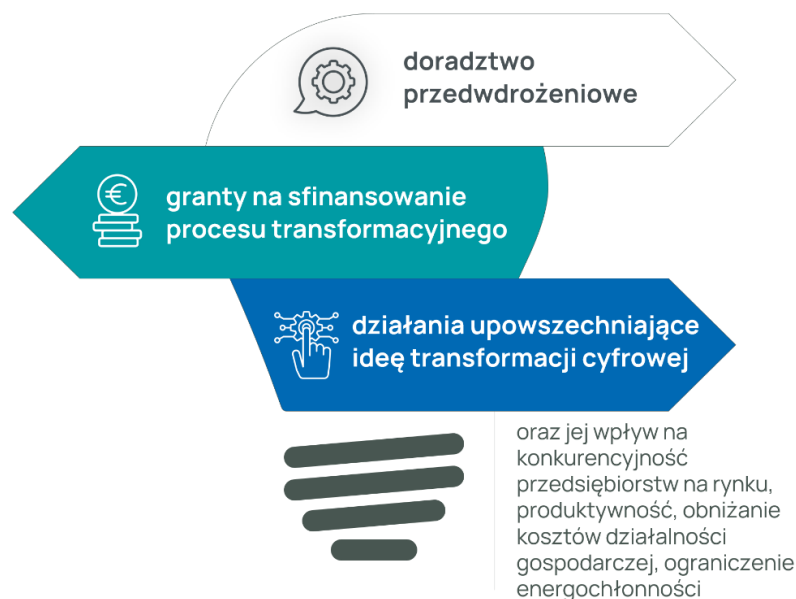 doradztwo
przedwdrożeniowe
€
granty na sfinansowanie
procesu transformacyjnego
działania upowszechniające
ideę transformacji cyfrowej
oraz jej wpływ na
konkurencyjność
przedsiębiorstw na rynku,
produktywność, obniżanie
kosztów działalności
gospodarczej, ograniczenie
energochłonności